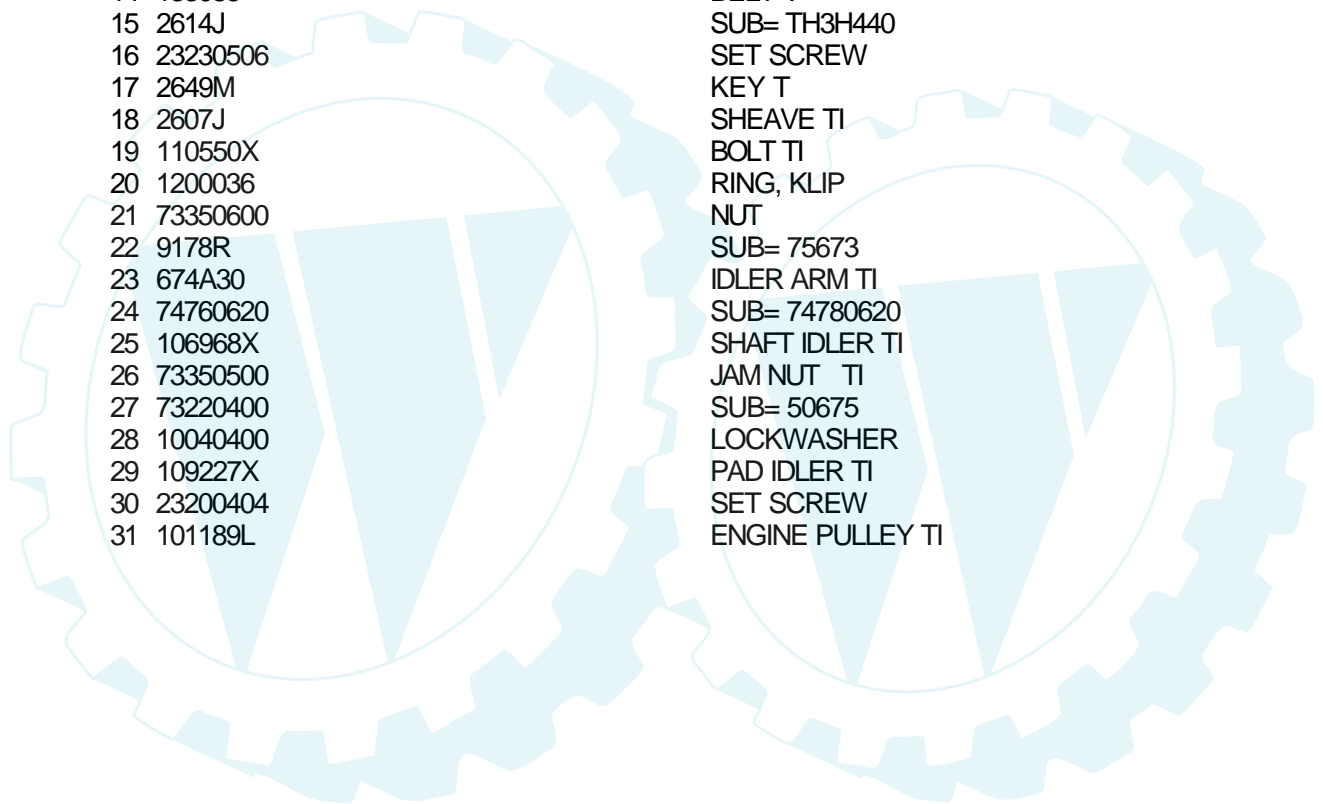 15 2614J SUB= TH3H440
16 23230506 SET SCREW
17 2649M KEY T
18 2607J SHEAVE TI
19 110550X BOLT TI
20 1200036 RING, KLIP
21 73350600 NUT
22 9178R SUB= 75673
23 674A30 IDLER ARM TI
24 74760620 SUB= 74780620
25 106968X SHAFT IDLER TI
26 73350500 JAM NUT TI
27 73220400 SUB= 50675
28 10040400 LOCKWASHER
29 109227X PAD IDLER TI
30 23200404 SET SCREW
31 101189L ENGINE PULLEY TI